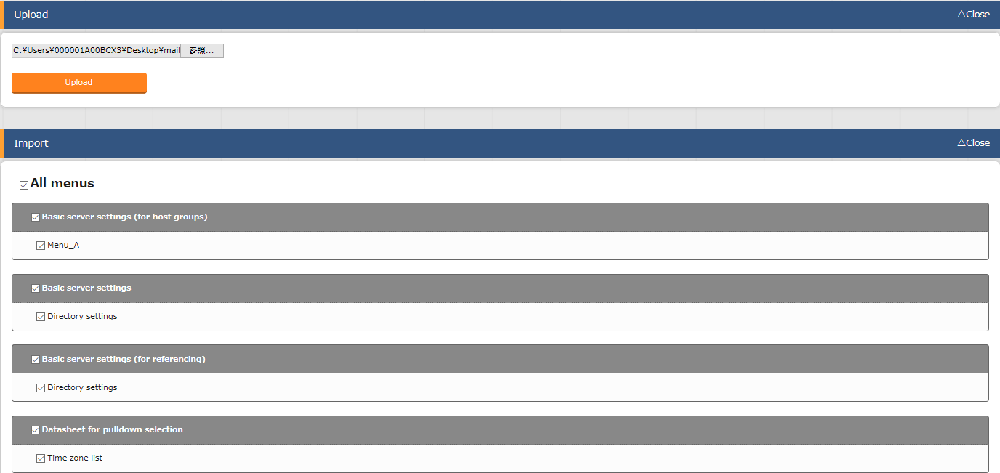 Upload
△Close
C:¥Users¥000001A00BCX3¥Desktop¥mail
参照...
Upload
Import
△Close
All menus
Basic server settings (for host groups)
Menu_A
Basic server settings
Directory settings
Basic server settings (for referencing)
Directory settings
Datasheet for pulldown selection
Time zone list